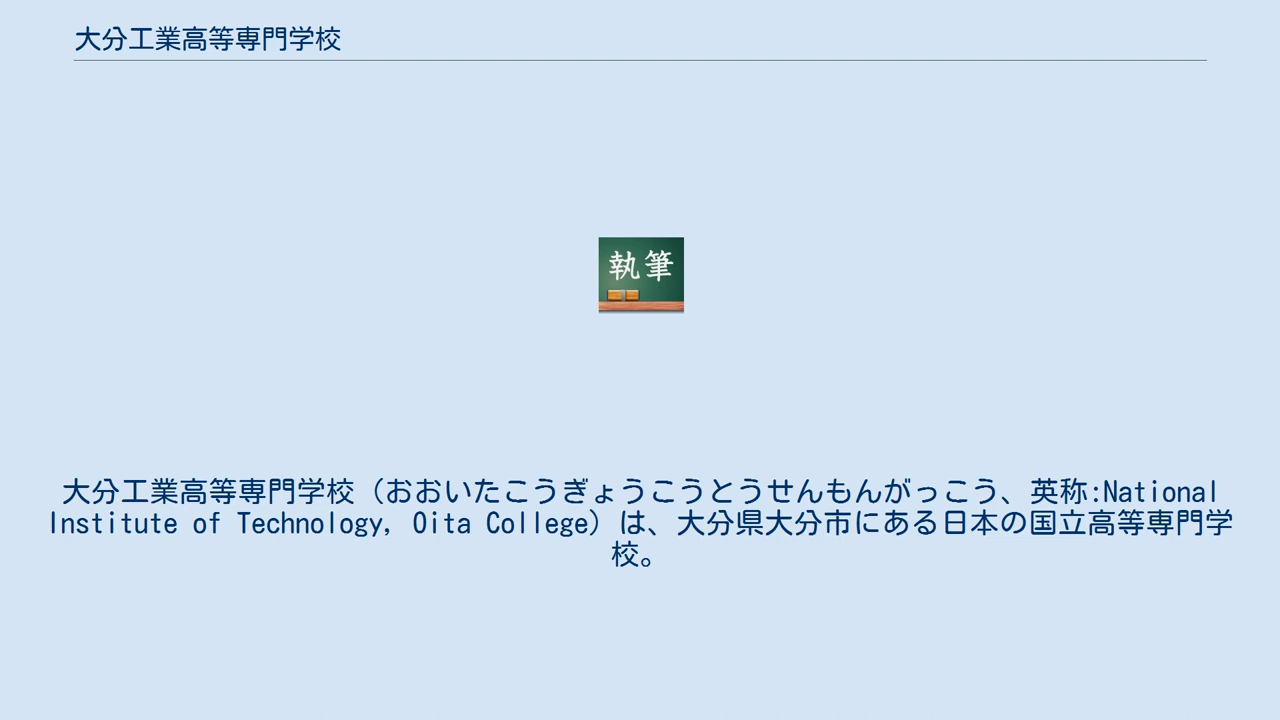 大分工業高等専門学校
執筆
大分工業高等専門学校（おおいたこうぎょうこうとうせんもんがっこう、英称:National
Institute of Technology, Oita College）は、大分県大分市にある日本の国立高等専門学
校。